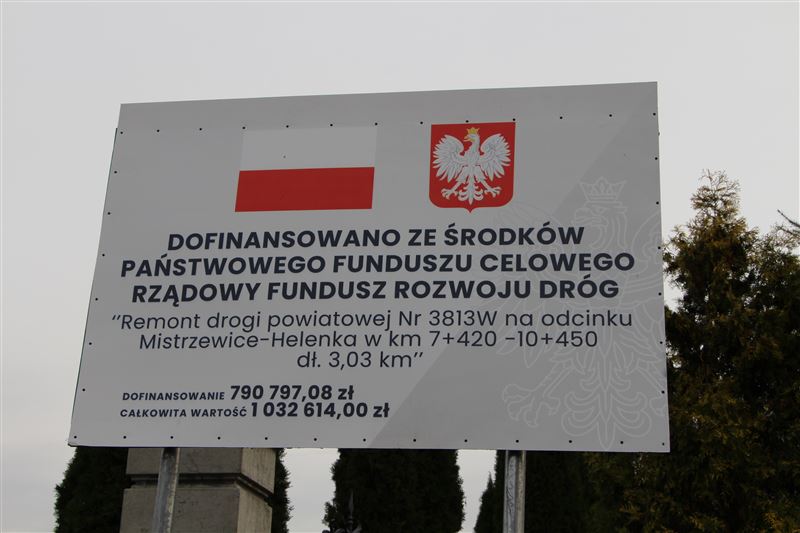 DOFINANSOWANO ZE ŚRODKÓW
PAŃSTWOWEGO FUNDUSZU CELOWEGO
RZĄDOWY FUNDUSZ ROZWOJU DRÓG
‘‘Remont drogi powiatowej Nr 3813W na odcinku
Mistrzewice-Helenka w km 7+420 -10+450
dł. 3,03 km’’
DOFINANSOWANIE 790 797,08 zł
CAŁKOWITA WARTOŚĆ 1 032 614,00 zł